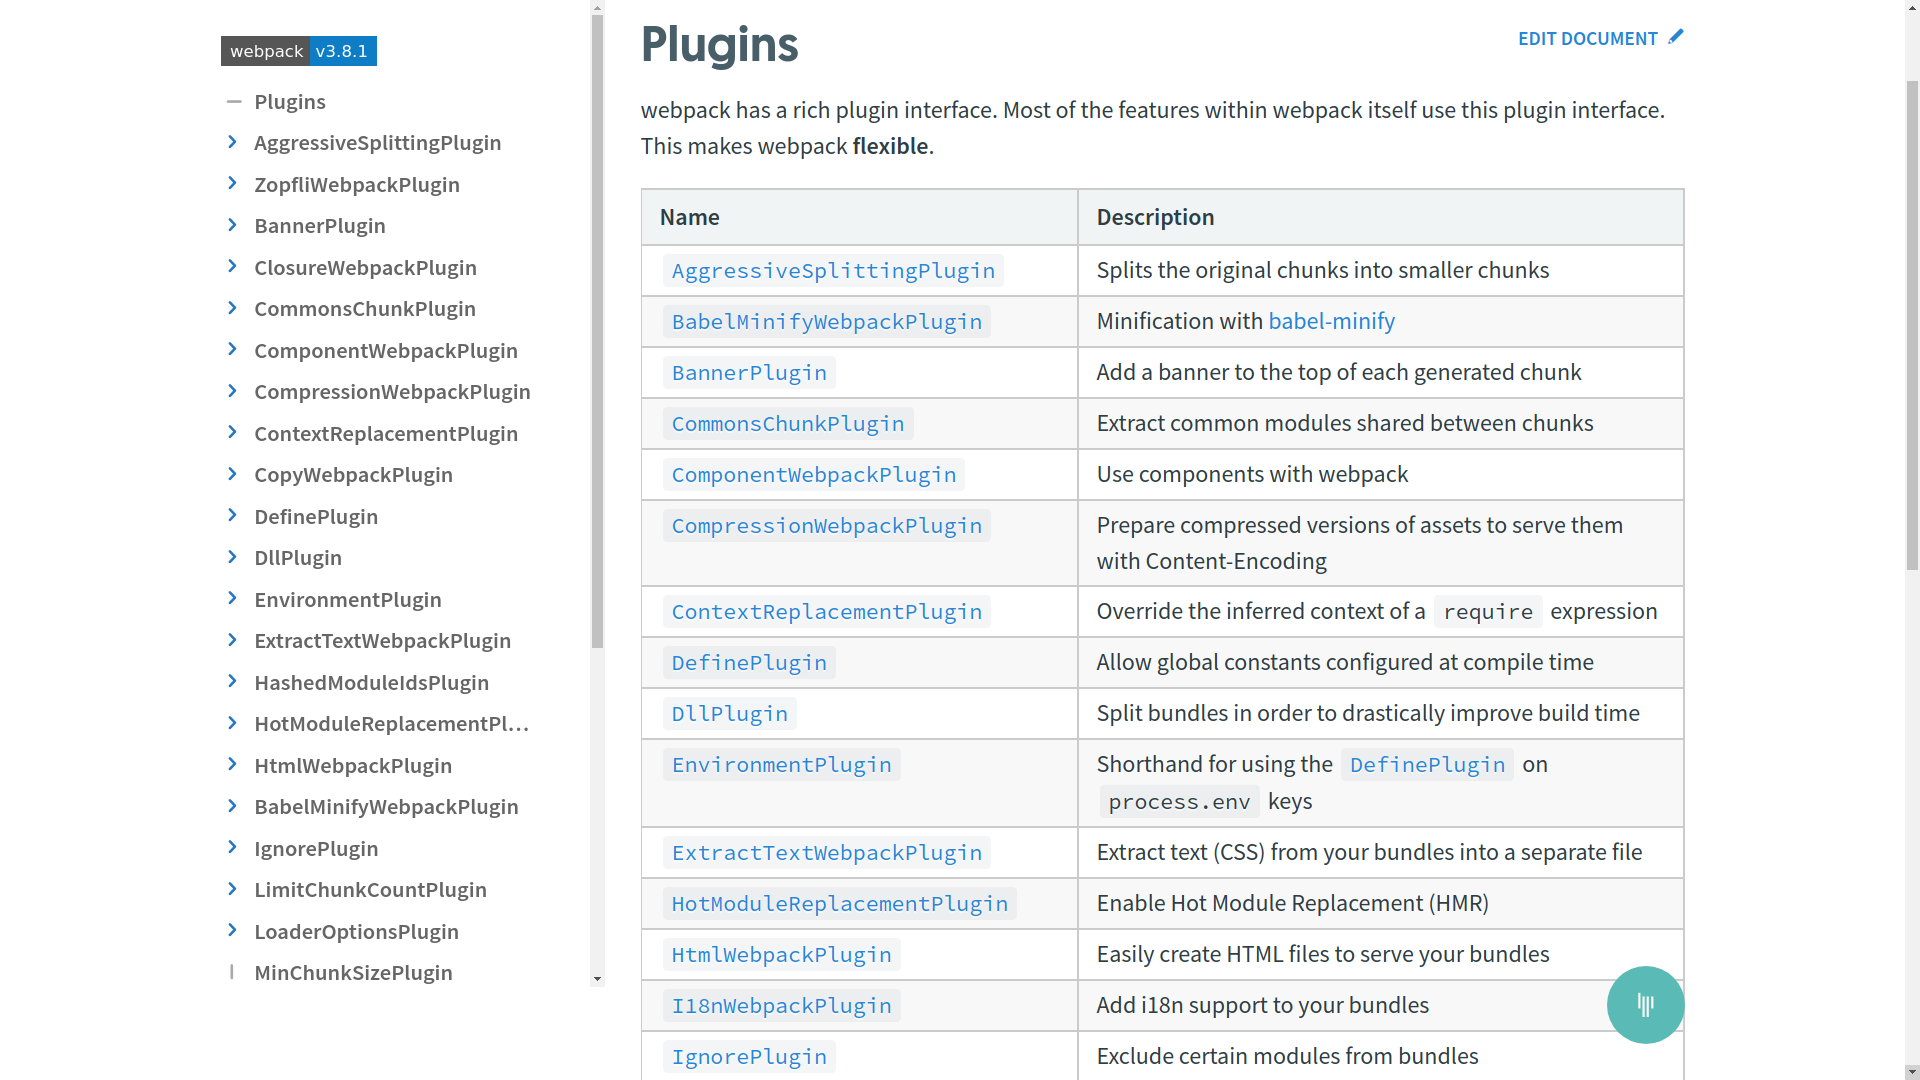 webpack v3.8.1
Plugins
AggressiveSplittingPlugin
ZopfliWebpackPlugin
BannerPlugin
ClosureWebpackPlugin
CommonsChunkPlugin
ComponentWebpackPlugin
CompressionWebpackPlugin
ContextReplacementPlugin
CopyWebpackPlugin
DefinePlugin
DllPlugin
EnvironmentPlugin
ExtractTextWebpackPlugin
HashedModuleIdsPlugin
HotModuleReplacementPl...
HtmlWebpackPlugin
BabelMinifyWebpackPlugin
IgnorePlugin
LimitChunkCountPlugin
LoaderOptionsPlugin
MinChunkSizePlugin
Plugins
EDIT DOCUMENT
webpack has a rich plugin interface. Most of the features within webpack itself use this plugin interface.
This makes webpack flexible.
Name Description
AggressiveSplittingPlugin Splits the original chunks into smaller chunks
BabelMinifyWebpackPlugin Minification with babel-minify
BannerPlugin Add a banner to the top of each generated chunk
CommonsChunkPlugin Extract common modules shared between chunks
ComponentWebpackPlugin Use components with webpack
CompressionWebpackPlugin Prepare compressed versions of assets to serve them
with Content-Encoding
ContextReplacementPlugin Override the inferred context of a require expression
DefinePlugin Allow global constants configured at compile time
DllPlugin Split bundles in order to drastically improve build time
EnvironmentPlugin Shorthand for using the DefinePlugin on
process.env keys
ExtractTextWebpackPlugin Extract text (CSS) from your bundles into a separate file
HotModuleReplacementPlugin Enable Hot Module Replacement (HMR)
HtmlWebpackPlugin Easily create HTML files to serve your bundles
I18nWebpackPlugin Add i18n support to your bundles
IgnorePlugin Exclude certain modules from bundles